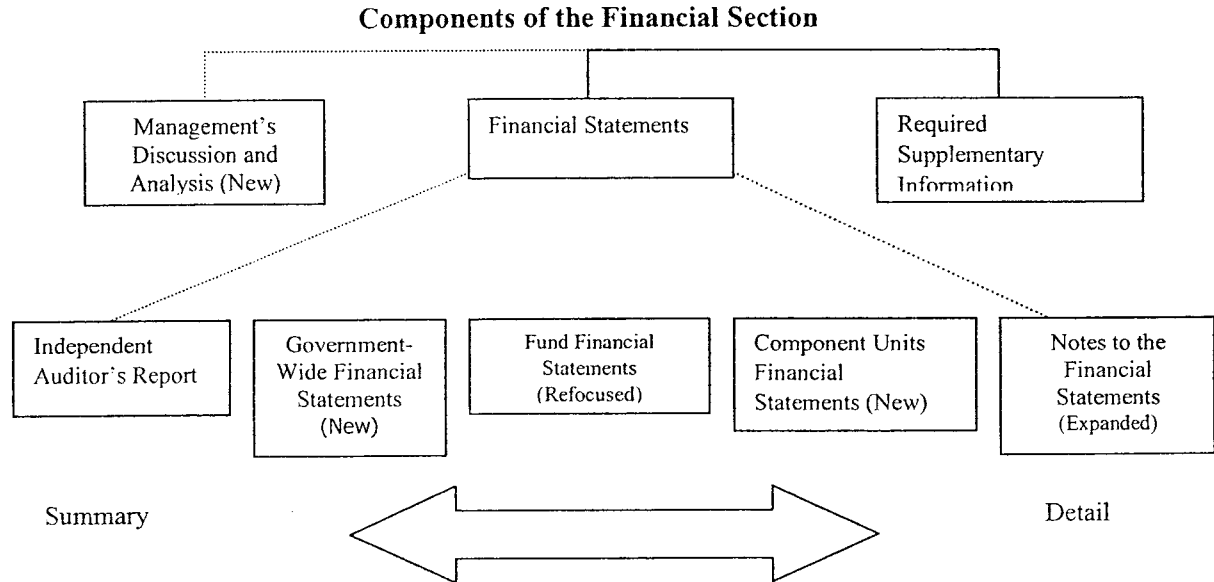 Components of the Financial Section
Management's
Discussion and
Analysis (New)
Financial Statements
Required
Supplementary
Information
Independent
Auditor's Report
Government-
Wide Financial
Statements
(New)
Fund Financial
Statements
(Refocused)
Component Units
Financial
Statements (New)
Notes to the
Financial
Statements
(Expanded)
Summary
Detail